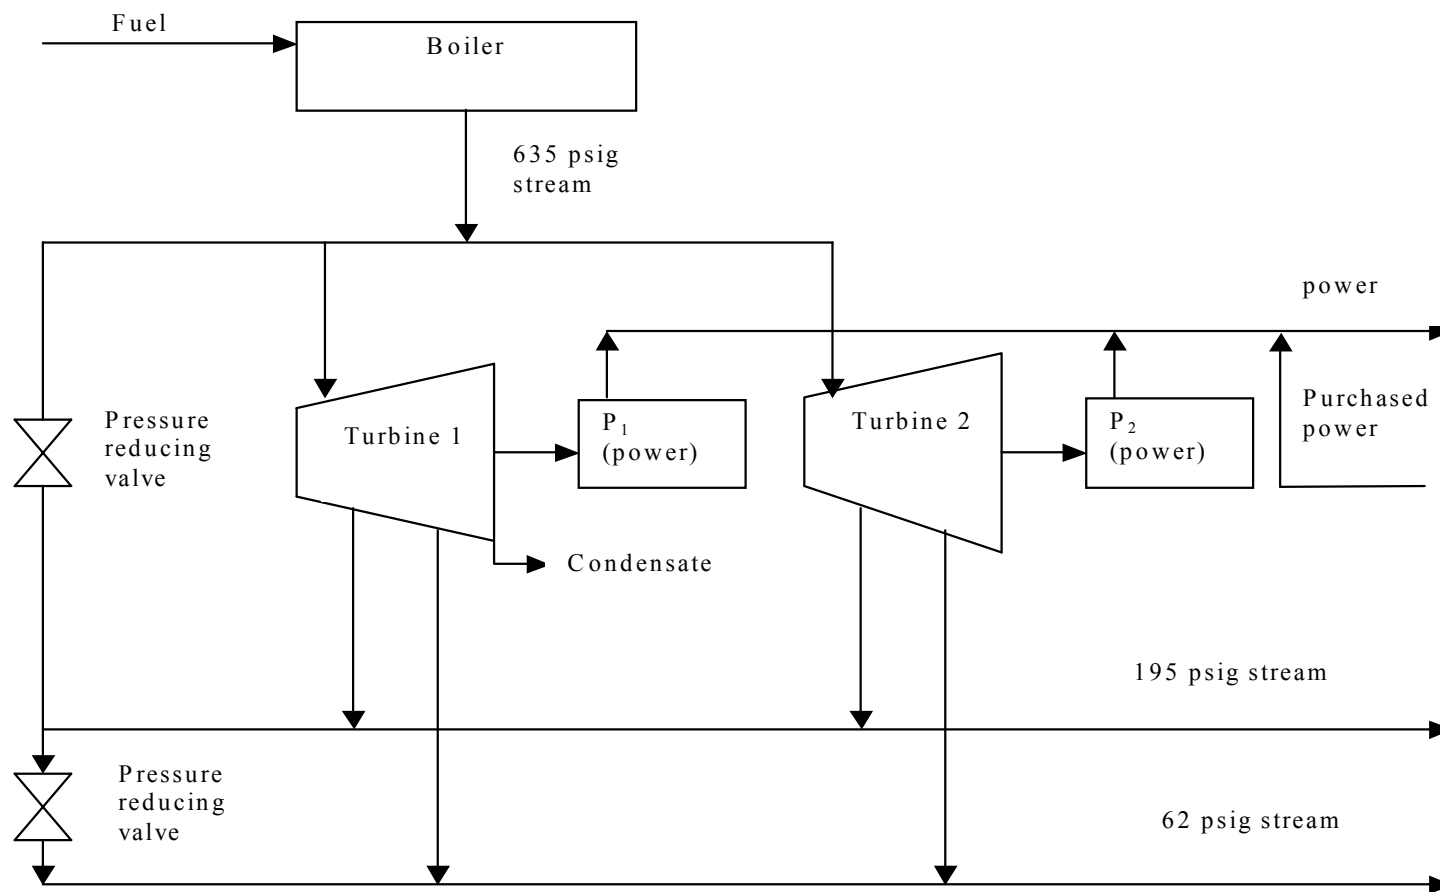 Fuel
Boiler
635 psig
stream
power
Pressure
reducing
valve
Turbine 1
P₁
(power)
Turbine 2
P₂
(power)
Purchased
power
Condensate
195 psig stream
Pressure
reducing
valve
62 psig stream